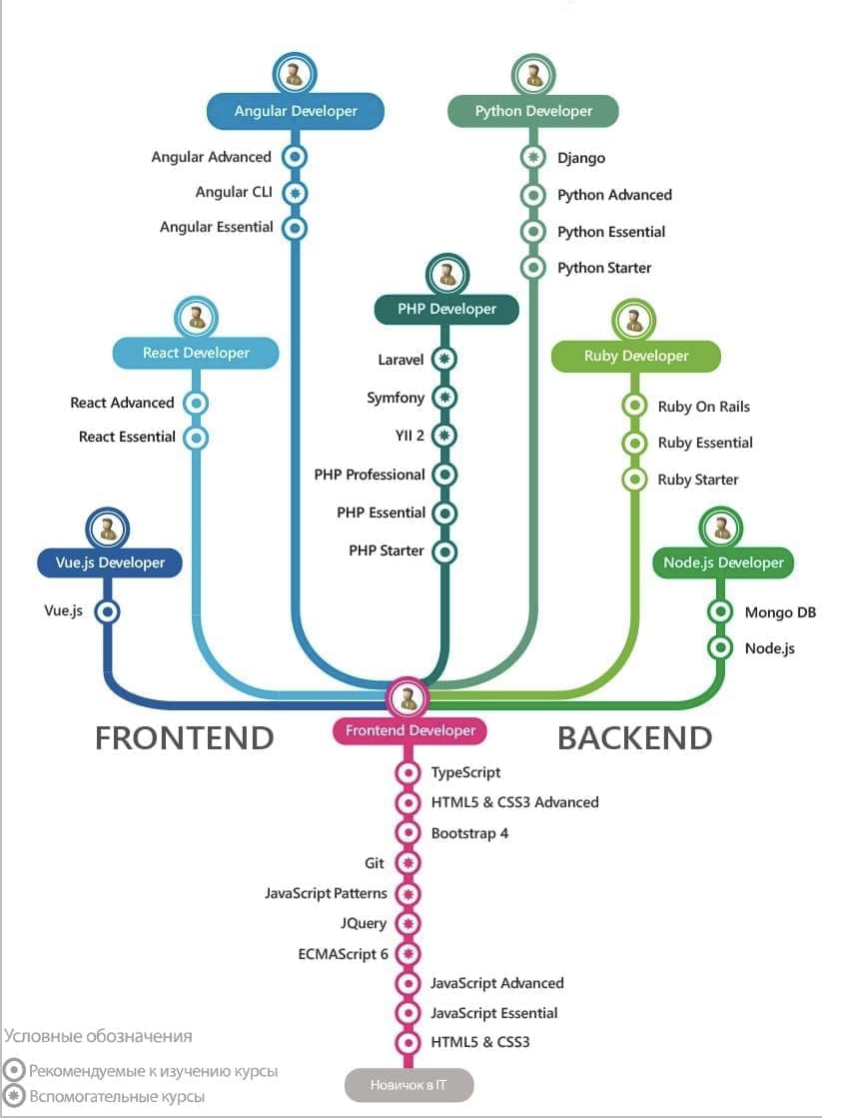 Angular Developer
Angular Advanced
Angular CLI
Angular Essential
Python Developer
Django
Python Advanced
Python Essential
Python Starter
PHP Developer
Laravel
Symfony
YII 2
PHP Professional
PHP Essential
PHP Starter
React Developer
React Advanced
React Essential
Ruby Developer
Ruby On Rails
Ruby Essential
Ruby Starter
Vue.js Developer
Vue.js
Node.js Developer
Mongo DB
Node.js
FRONTEND
BACKEND
Frontend Developer
TypeScript
HTML5 & CSS3 Advanced
Bootstrap 4
Git
JavaScript Patterns
JQuery
ECMAScript 6
JavaScript Advanced
JavaScript Essential
HTML5 & CSS3
Новичок в IT
Условные обозначения
Рекомендуемые к изучению курсы
Вспомогательные курсы